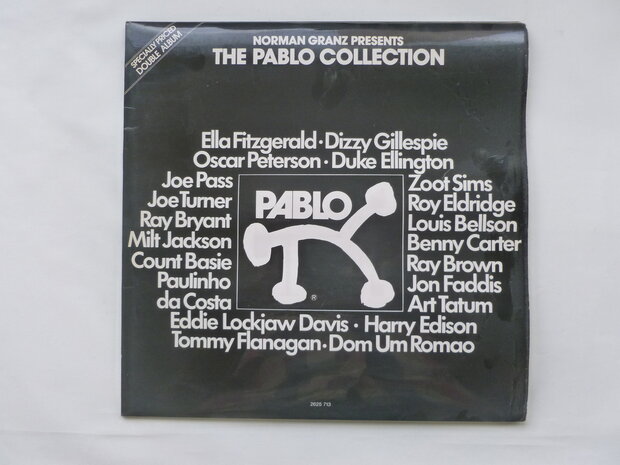 SPECIALLY PRICED
DOUBLE ALBUM
NORMAN GRANZ PRESENTS
THE PABLO COLLECTION
Ella Fitzgerald · Dizzy Gillespie
Oscar Peterson · Duke Ellington
Joe Pass
Joe Turner
Ray Bryant
Milt Jackson
Count Basie
Paulinho
da Costa
PABLO
®
Zoot Sims
Roy Eldridge
Louis Bellson
Benny Carter
Ray Brown
Jon Faddis
Art Tatum
Eddie Lockjaw Davis · Harry Edison
Tommy Flanagan · Dom Um Romao
2625 713